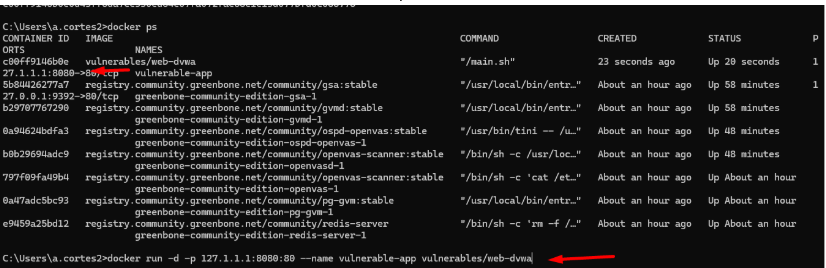 C:\Users\a.cortes2>docker ps
CONTAINER ID IMAGE COMMAND CREATED STATUS P
ORTS NAMES
c00ff9146b0e vulnerables/web-dvwa "/main.sh" 23 seconds ago Up 20 seconds 1
27.1.1.1:8080->80/tcp vulnerable-app
5b84426277a7 registry.community.greenbone.net/community/gsa:stable "/usr/local/bin/entr…" About an hour ago Up 58 minutes 1
27.0.0.1:9392->80/tcp greenbone-community-edition-gsa-1
b29707767290 registry.community.greenbone.net/community/gvmd:stable "/usr/local/bin/entr…" About an hour ago Up 58 minutes
greenbone-community-edition-gvmd-1
0a94624bdfa3 registry.community.greenbone.net/community/ospd-openvas:stable "/usr/bin/tini -- /u…" About an hour ago Up 48 minutes
greenbone-community-edition-ospd-openvas-1
b0b29694adc9 registry.community.greenbone.net/community/openvas-scanner:stable "/bin/sh -c /usr/loc…" About an hour ago Up 48 minutes
greenbone-community-edition-openvasd-1
797f09fa49b4 registry.community.greenbone.net/community/openvas-scanner:stable "/bin/sh -c 'cat /et…" About an hour ago Up About an hour
greenbone-community-edition-openvas-1
0a47adc5bc93 registry.community.greenbone.net/community/pg-gvm:stable "/usr/local/bin/entr…" About an hour ago Up About an hour
greenbone-community-edition-pg-gvm-1
e9459a25bd12 registry.community.greenbone.net/community/redis-server "/bin/sh -c 'rm -f /…" About an hour ago Up About an hour
greenbone-community-edition-redis-server-1
C:\Users\a.cortes2>docker run -d -p 127.1.1.1:8080:80 --name vulnerable-app vulnerables/web-dvwa